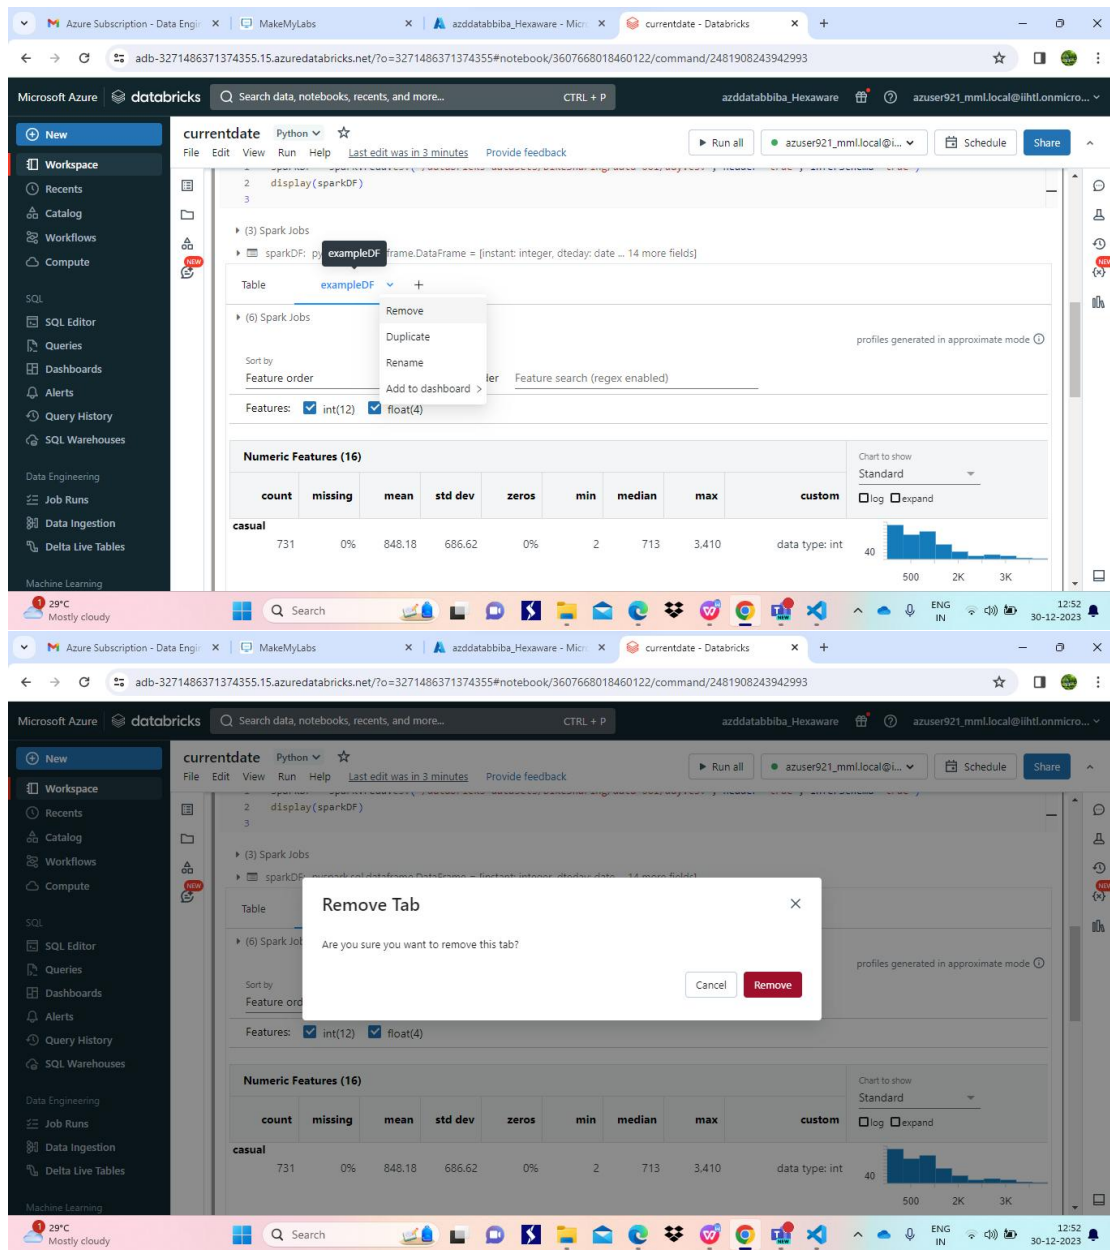 Azure Subscription - Data Engin
MakeMyLabs
azddatabbiba_Hexaware - Micro
currentdate - Databricks
adb-3271486371374355.15.azuredatabricks.net/?o=3271486371374355#notebook/3607668018460122/command/2481908243942993
Microsoft Azure
databricks
Search data, notebooks, recents, and more...
CTRL + P
azddatabbiba_Hexaware
azuser921_mml.local@iihtl.onmicro...
New
Workspace
Recents
Catalog
Workflows
Compute
SQL
SQL Editor
Queries
Dashboards
Alerts
Query History
SQL Warehouses
Data Engineering
Job Runs
Data Ingestion
Delta Live Tables
Machine Learning
currentdate Python
File Edit View Run Help Last edit was in 3 minutes Provide feedback
Run all
azuser921_mml.local@i...
Schedule
Share
NEW
NEW
2 display(sparkDF)
3
(3) Spark Jobs
sparkDF: py exampleDF frame.DataFrame = [instant: integer, dteday: date ... 14 more fields]
Table exampleDF +
Remove
Duplicate
Rename
Add to dashboard >
(6) Spark Jobs
profiles generated in approximate mode
Sort by
Feature order
Feature search (regex enabled)
Features: int(12) float(4)
Numeric Features (16)
Chart to show
Standard
log expand
count missing mean std dev zeros min median max custom
casual
731 0% 848.18 686.62 0% 2 713 3,410 data type: int
40
500 2K 3K
1
29°C
Mostly cloudy
Search
ENG
IN
12:52
30-12-2023
Azure Subscription - Data Engin
MakeMyLabs
azddatabbiba_Hexaware - Micro
currentdate - Databricks
adb-3271486371374355.15.azuredatabricks.net/?o=3271486371374355#notebook/3607668018460122/command/2481908243942993
Microsoft Azure
databricks
Search data, notebooks, recents, and more...
CTRL + P
azddatabbiba_Hexaware
azuser921_mml.local@iihtl.onmicro...
New
Workspace
Recents
Catalog
Workflows
Compute
SQL
SQL Editor
Queries
Dashboards
Alerts
Query History
SQL Warehouses
Data Engineering
Job Runs
Data Ingestion
Delta Live Tables
Machine Learning
currentdate Python
File Edit View Run Help Last edit was in 3 minutes Provide feedback
Run all
azuser921_mml.local@i...
Schedule
Share
NEW
NEW
2 display(sparkDF)
3
(3) Spark Jobs
Table
Remove Tab
Are you sure you want to remove this tab?
Cancel
Remove
(6) Spark Job
profiles generated in approximate mode
Sort by
Feature ord
Features: int(12) float(4)
Numeric Features (16)
Chart to show
Standard
log expand
count missing mean std dev zeros min median max custom
casual
731 0% 848.18 686.62 0% 2 713 3,410 data type: int
40
500 2K 3K
1
29°C
Mostly cloudy
Search
ENG
IN
12:52
30-12-2023